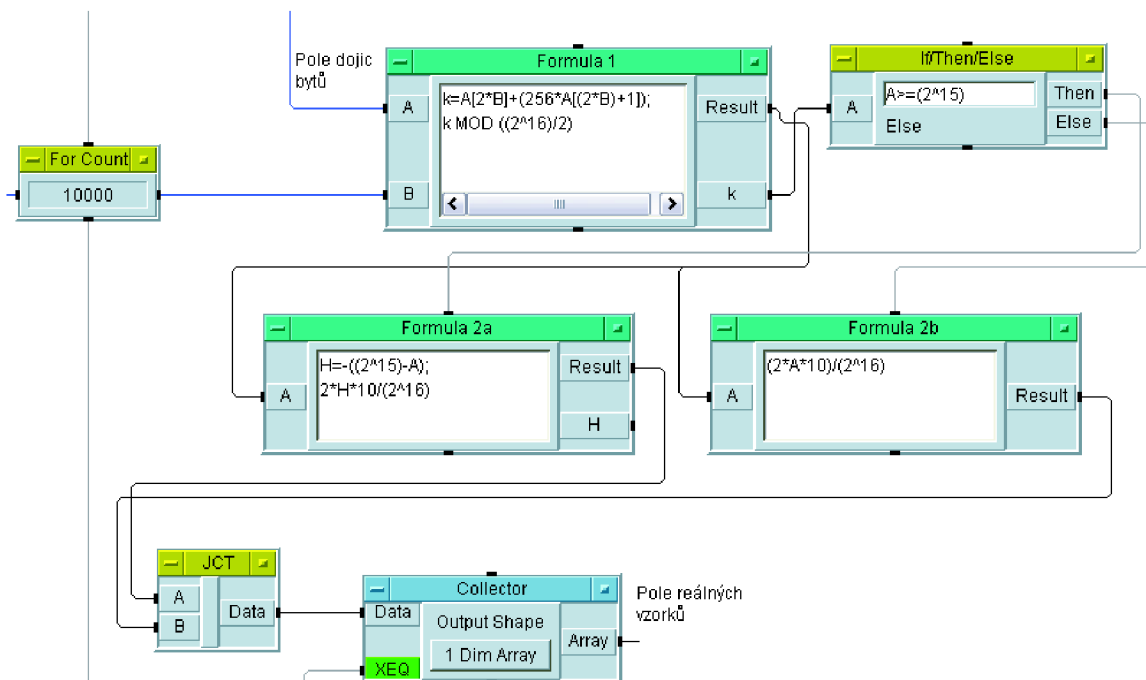 Pole dojic
bytů
Formula 1
A
k=A[2*B]+(256*A[(2*B)+1]);
k MOD ((2^16)/2)
Result
B
k
If/Then/Else
A
A>=(2^15)
Then
Else
Else
For Count
10000
Formula 2a
A
H=-((2^15)-A);
2*H*10/(2^16)
Result
H
Formula 2b
A
(2*A*10)/(2^16)
Result
JCT
A
B
Data
Collector
Data
XEQ
Output Shape
1 Dim Array
Array
Pole reálných
vzorků